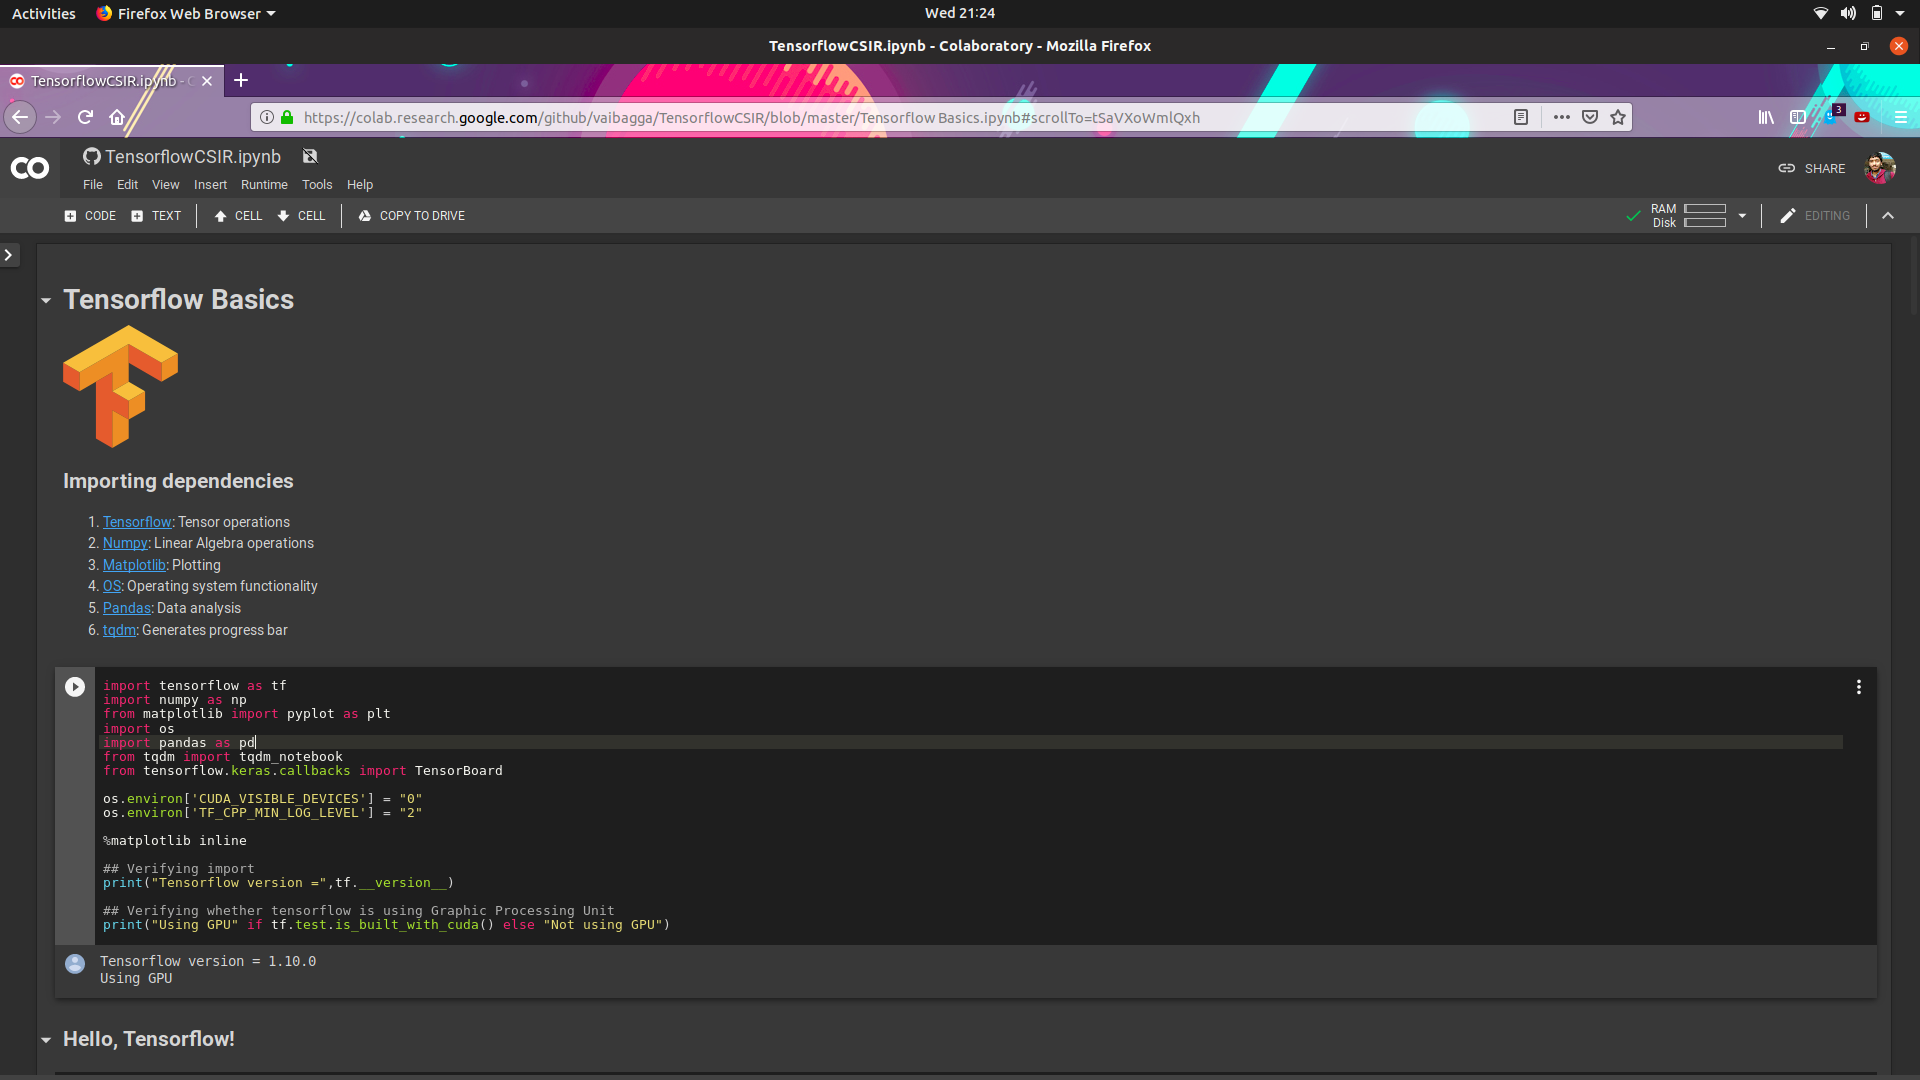 Activities Firefox Web Browser Wed 21:24
TensorflowCSIR.ipynb - Colaboratory - Mozilla Firefox
TensorflowCSIR.ipynb -
https://colab.research.google.com/github/vaibagga/TensorflowCSIR/blob/master/Tensorflow Basics.ipynb#scrollTo=tSaVXoWmlQxh
3
CO TensorflowCSIR.ipynb
SHARE
File Edit View Insert Runtime Tools Help
CODE TEXT CELL CELL COPY TO DRIVE RAM Disk EDITING
Tensorflow Basics
Importing dependencies
1. Tensorflow: Tensor operations
2. Numpy: Linear Algebra operations
3. Matplotlib: Plotting
4. OS: Operating system functionality
5. Pandas: Data analysis
6. tqdm: Generates progress bar
import tensorflow as tf
import numpy as np
from matplotlib import pyplot as plt
import os
import pandas as pd
from tqdm import tqdm_notebook
from tensorflow.keras.callbacks import TensorBoard
os.environ['CUDA_VISIBLE_DEVICES'] = "0"
os.environ['TF_CPP_MIN_LOG_LEVEL'] = "2"
%matplotlib inline
## Verifying import
print("Tensorflow version =",tf.__version__)
## Verifying whether tensorflow is using Graphic Processing Unit
print("Using GPU" if tf.test.is_built_with_cuda() else "Not using GPU")
Tensorflow version = 1.10.0
Using GPU
Hello, Tensorflow!